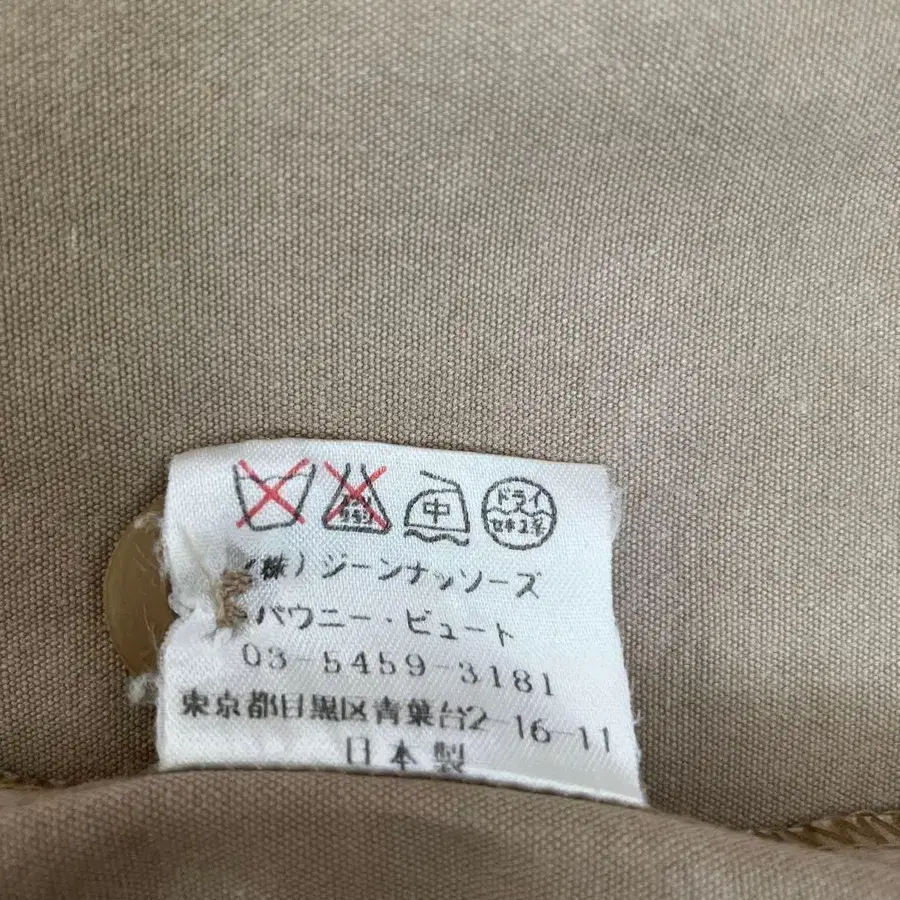 中 ドライ セキユ系
(株)ジーンナッソーズ
パウニー・ビュート
03-5459-3181
東京都目黒区青葉台2-16-11
日本製